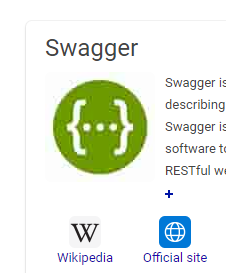 Swagger
{...}
Swagger is
describing
Swagger is
software to
RESTful we
+
W
Wikipedia
Official site